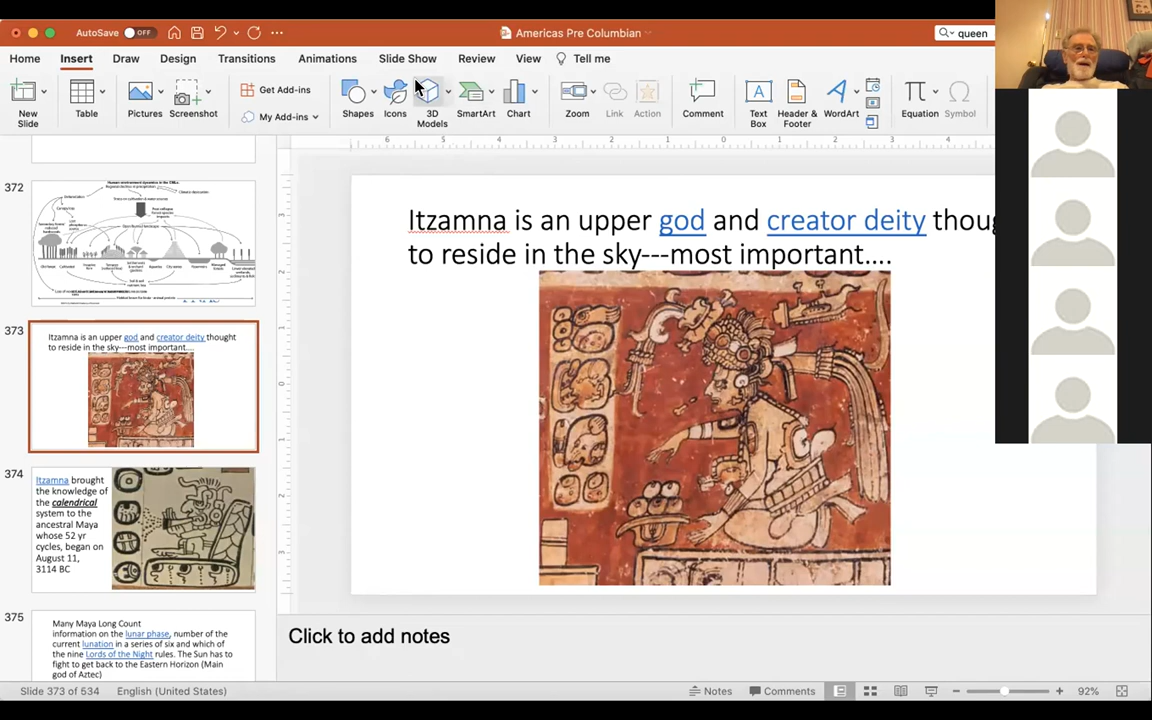 AutoSave OFF
Americas Pre Columbian
queen
Home Insert Draw Design Transitions Animations Slide Show Review View Tell me
New Slide
Table
Pictures
Screenshot
Get Add-ins
My Add-ins
Shapes
Icons
3D Models
SmartArt
Chart
Zoom
Link
Action
Comment
Text Box
Header & Footer
WordArt
Equation
Symbol
372
373
Itzamna is an upper god and creator deity thought
to reside in the sky---most important....
374
Itzamna brought
the knowledge of
the calendrical
system to the
ancestral Maya
whose 52 yr
cycles, began on
August 11,
3114 BC
375
Many Maya Long Count
information on the lunar phase, number of the
current lunation in a series of six and which of
the nine Lords of the Night rules. The Sun has to
fight to get back to the Eastern Horizon (Main
god of Aztec)
Itzamna is an upper god and creator deity thoug
to reside in the sky---most important....
Click to add notes
Slide 373 of 534 English (United States) Notes Comments 92%